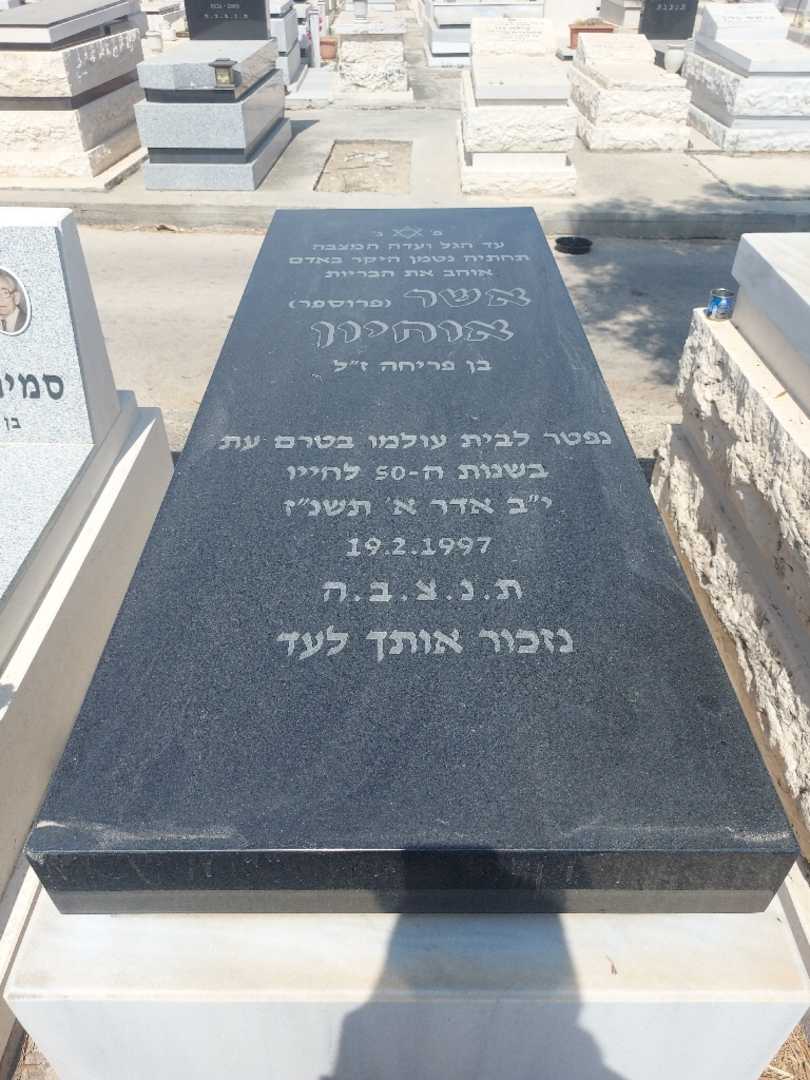 פ ✡ נ
עד הגל ועדה המצבה
תחתיה נטמן היקר באדם
אוהב את הבריות
אשר (פרוספר)
אוחיון
בן פריחה ז"ל
נפטר לבית עולמו בטרם עת
בשנות ה-50 לחייו
י"ב אדר א' תשנ"ז
19.2.1997
ת.נ.צ.ב.ה
נזכור אותך לעד
ת.נ.צ.ב.ה
בן